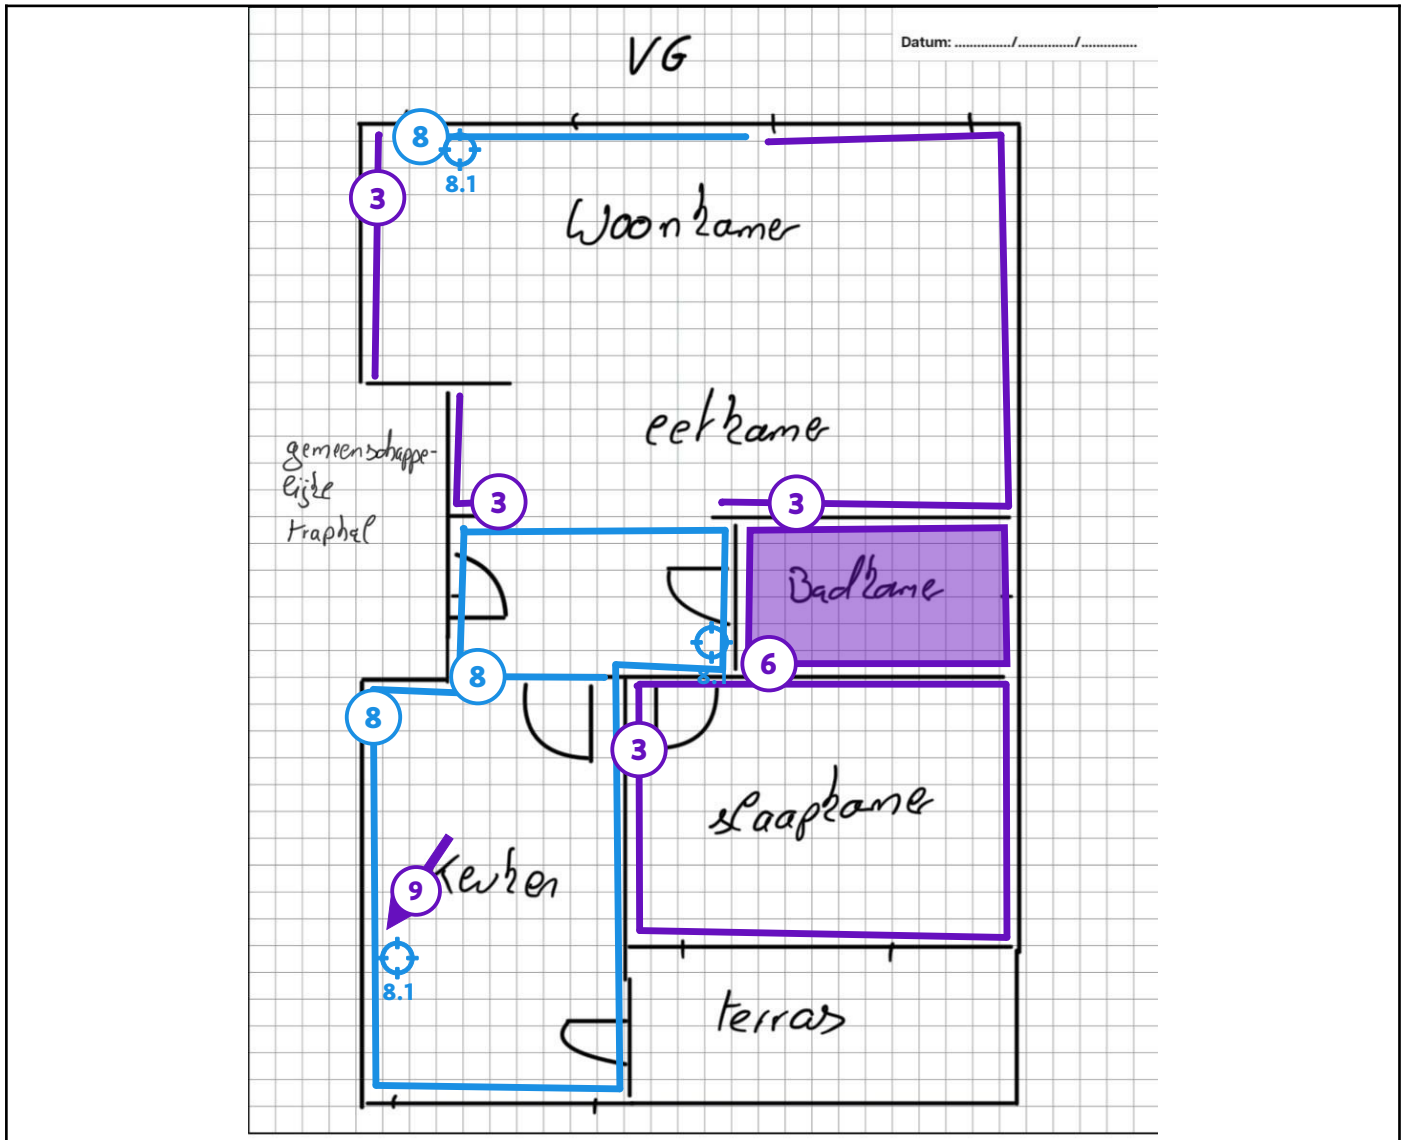 VG
Datum: ............../............../..............
8
8.1
3
Woonkamer
eetkamer
gemeenschappe-
lijke
traphal
3
3
Badkamer
8.
6
8
8
3
slaapkamer
9
Keuken
8.1
terras